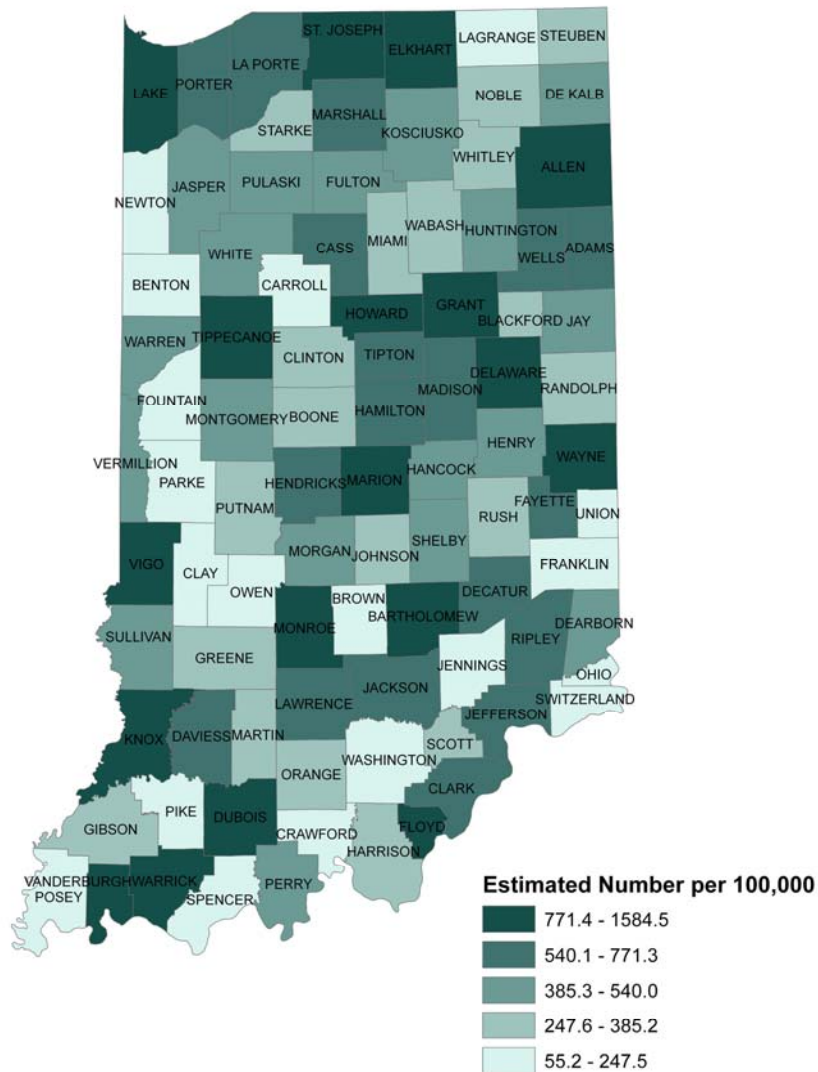 ST. JOSEPH
ELKHART
LAGRANGE
STEUBEN
LAKE
PORTER
LA PORTE
NOBLE
DE KALB
STARKE
MARSHALL
KOSCIUSKO
WHITLEY
ALLEN
NEWTON
JASPER
PULASKI
FULTON
WABASH
HUNTINGTON
MIAMI
WELLS
ADAMS
WHITE
CASS
BENTON
CARROLL
HOWARD
GRANT
BLACKFORD
JAY
WARREN
TIPPECANOE
CLINTON
TIPTON
DELAWARE
MADISON
RANDOLPH
FOUNTAIN
MONTGOMERY
BOONE
HAMILTON
HENRY
VERMILLION
PARKE
HENDRICKS
MARION
HANCOCK
WAYNE
PUTNAM
FAYETTE
UNION
RUSH
MORGAN
JOHNSON
SHELBY
VIGO
CLAY
OWEN
BROWN
BARTHOLOMEW
DECATUR
FRANKLIN
SULLIVAN
MONROE
RIPLEY
DEARBORN
GREENE
JENNINGS
OHIO
SWITZERLAND
LAWRENCE
JACKSON
JEFFERSON
KNOX
DAVIESS
MARTIN
SCOTT
WASHINGTON
ORANGE
CLARK
PIKE
DUBOIS
GIBSON
CRAWFORD
FLOYD
HARRISON
VANDERBURGH
WARRICK
POSEY
SPENCER
PERRY
Estimated Number per 100,000
771.4 - 1584.5
540.1 - 771.3
385.3 - 540.0
247.6 - 385.2
55.2 - 247.5